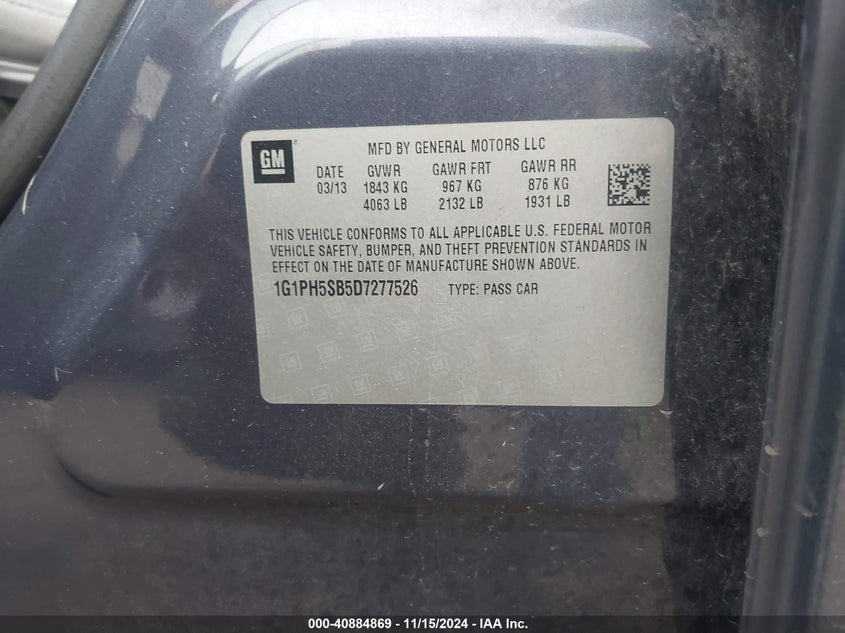 GM
MFD BY GENERAL MOTORS LLC
DATE GVWR GAWR FRT GAWR RR
03/13 1843 KG 967 KG 876 KG
4063 LB 2132 LB 1931 LB
THIS VEHICLE CONFORMS TO ALL APPLICABLE U.S. FEDERAL MOTOR
VEHICLE SAFETY, BUMPER, AND THEFT PREVENTION STANDARDS IN
EFFECT ON THE DATE OF MANUFACTURE SHOWN ABOVE.
1G1PH5SB5D7277526 TYPE: PASS CAR
000-40884869 - 11/15/2024 - IAA Inc.